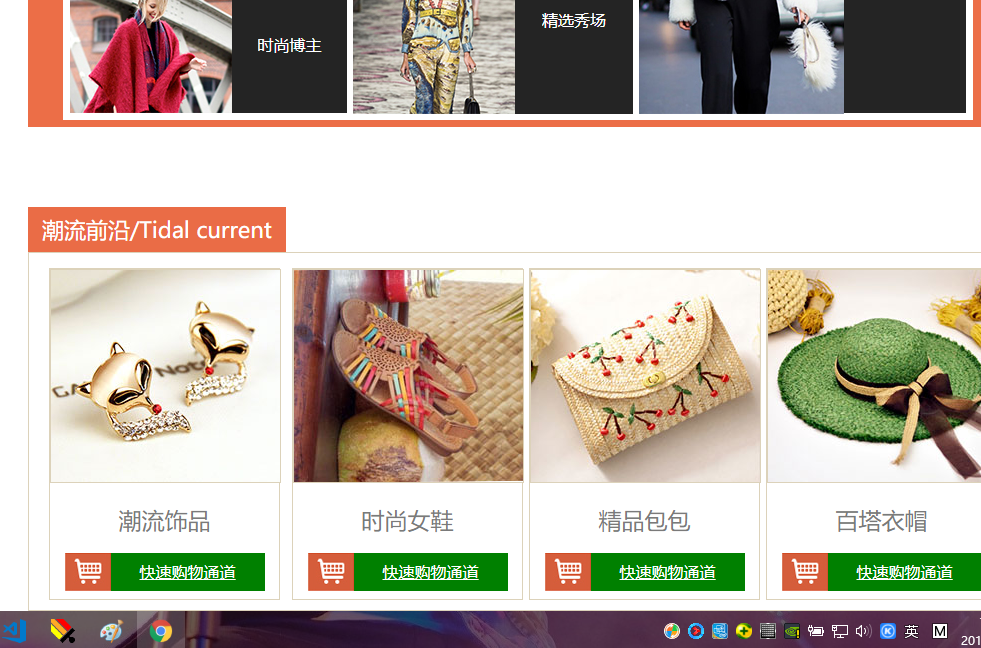 时尚博主
精选秀场
潮流前沿/Tidal current
潮流饰品
时尚女鞋
精品包包
百塔衣帽
快速购物通道
快速购物通道
快速购物通道
快速购物通道
英
M
201